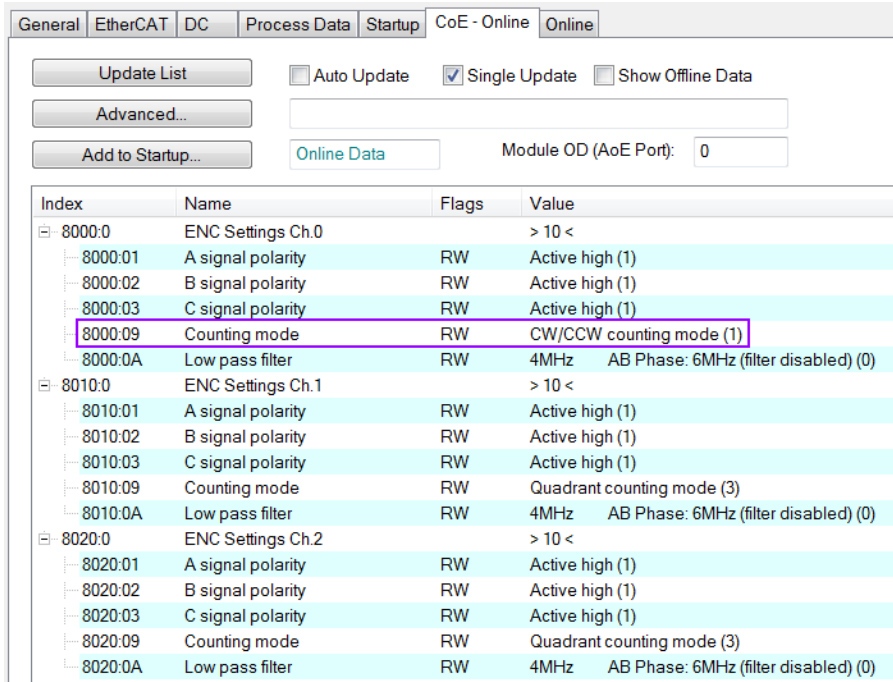 General EtherCAT DC Process Data Startup CoE - Online Online
Update List Auto Update Single Update Show Offline Data
Advanced...
Add to Startup... Online Data Module OD (AoE Port): 0
Index Name Flags Value
8000:0 ENC Settings Ch.0 > 10 <
8000:01 A signal polarity RW Active high (1)
8000:02 B signal polarity RW Active high (1)
8000:03 C signal polarity RW Active high (1)
8000:09 Counting mode RW CW/CCW counting mode (1)
8000:0A Low pass filter RW 4MHz AB Phase: 6MHz (filter disabled) (0)
8010:0 ENC Settings Ch.1 > 10 <
8010:01 A signal polarity RW Active high (1)
8010:02 B signal polarity RW Active high (1)
8010:03 C signal polarity RW Active high (1)
8010:09 Counting mode RW Quadrant counting mode (3)
8010:0A Low pass filter RW 4MHz AB Phase: 6MHz (filter disabled) (0)
8020:0 ENC Settings Ch.2 > 10 <
8020:01 A signal polarity RW Active high (1)
8020:02 B signal polarity RW Active high (1)
8020:03 C signal polarity RW Active high (1)
8020:09 Counting mode RW Quadrant counting mode (3)
8020:0A Low pass filter RW 4MHz AB Phase: 6MHz (filter disabled) (0)